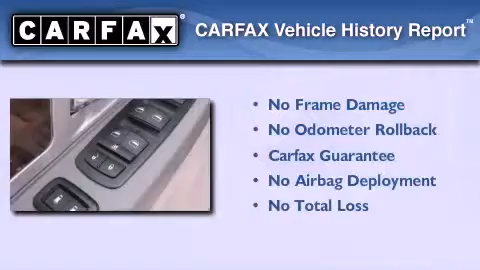 CARFAX® CARFAX Vehicle History Report™
• No Frame Damage
• No Odometer Rollback
• Carfax Guarantee
• No Airbag Deployment
• No Total Loss